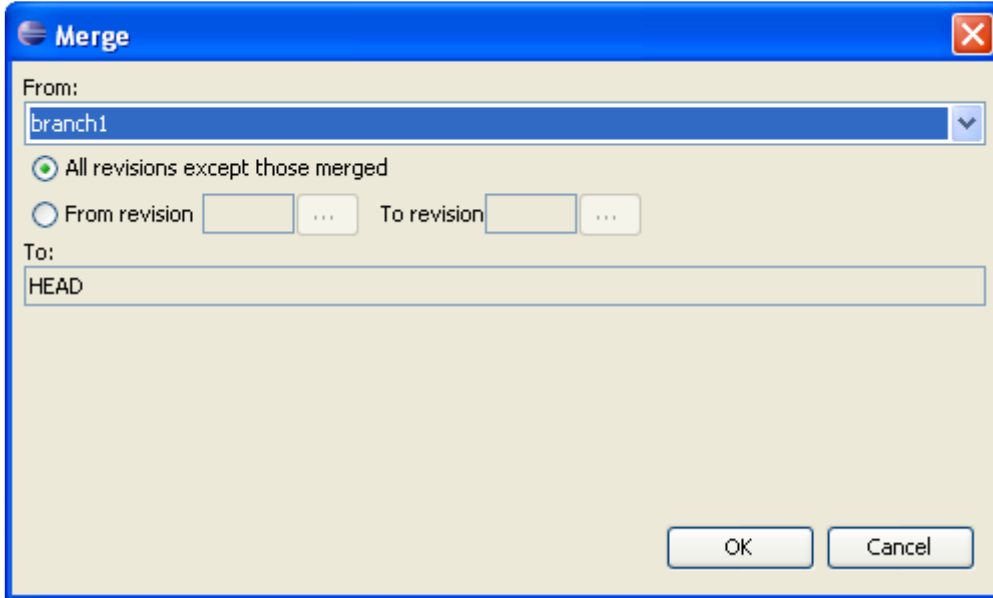 Merge
From:
branch1
All revisions except those merged
From revision ... To revision ...
To:
HEAD
OK Cancel